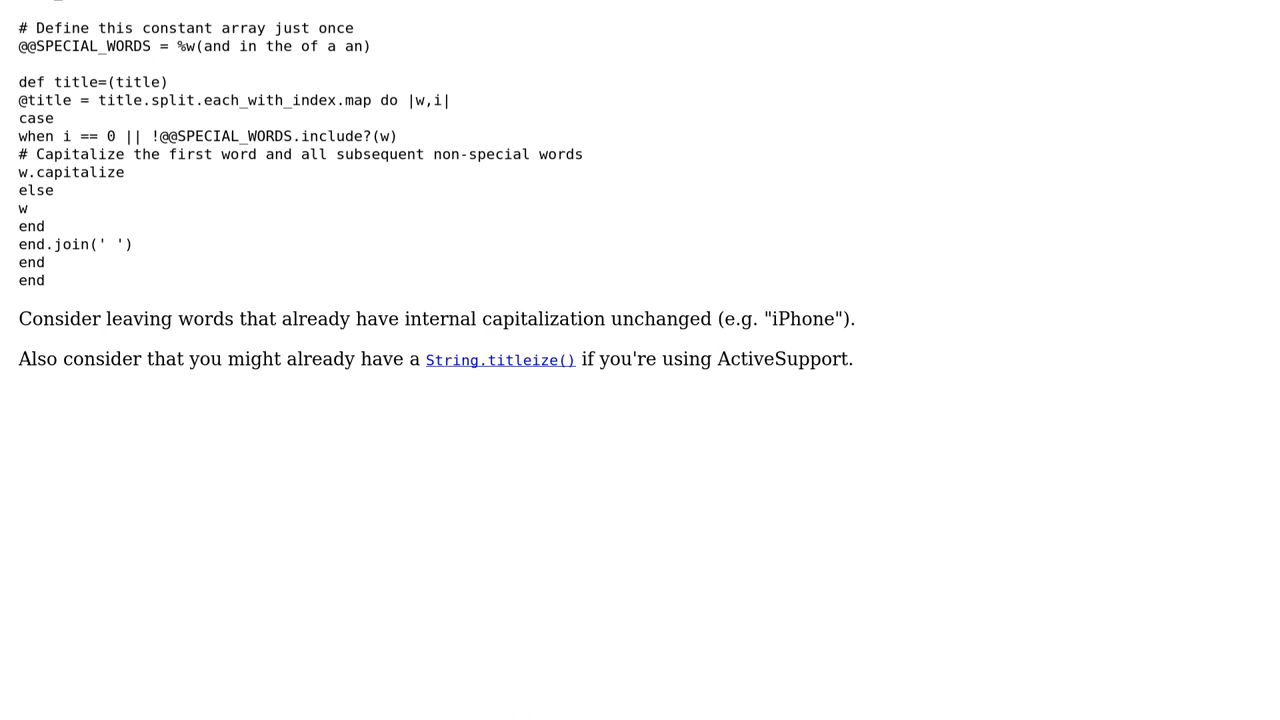 # Define this constant array just once
@@SPECIAL_WORDS = %w(and in the of a an)
def title=(title)
@title = title.split.each_with_index.map do |w,i|
case
when i == 0 || !@@SPECIAL_WORDS.include?(w)
# Capitalize the first word and all subsequent non-special words
w.capitalize
else
w
end
end.join(' ')
end
end
Consider leaving words that already have internal capitalization unchanged (e.g. "iPhone").
Also consider that you might already have a String.titleize() if you're using ActiveSupport.